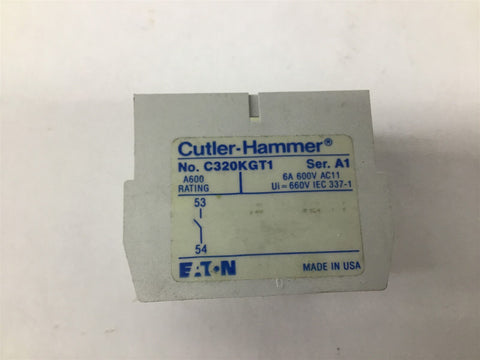 Cutler-Hammer®
No. C320KGT1 Ser. A1
A600 6A 600V AC11
RATING Ui = 660V IEC 337-1
53
54
EATON MADE IN USA